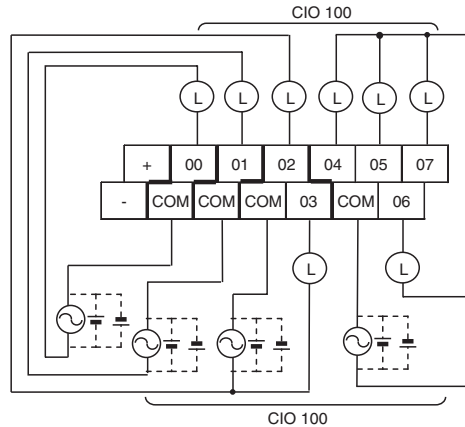 CIO 100
L L L L L L
+ 00 01 02 04 05 07
- COM COM COM 03 COM 06
L L
CIO 100